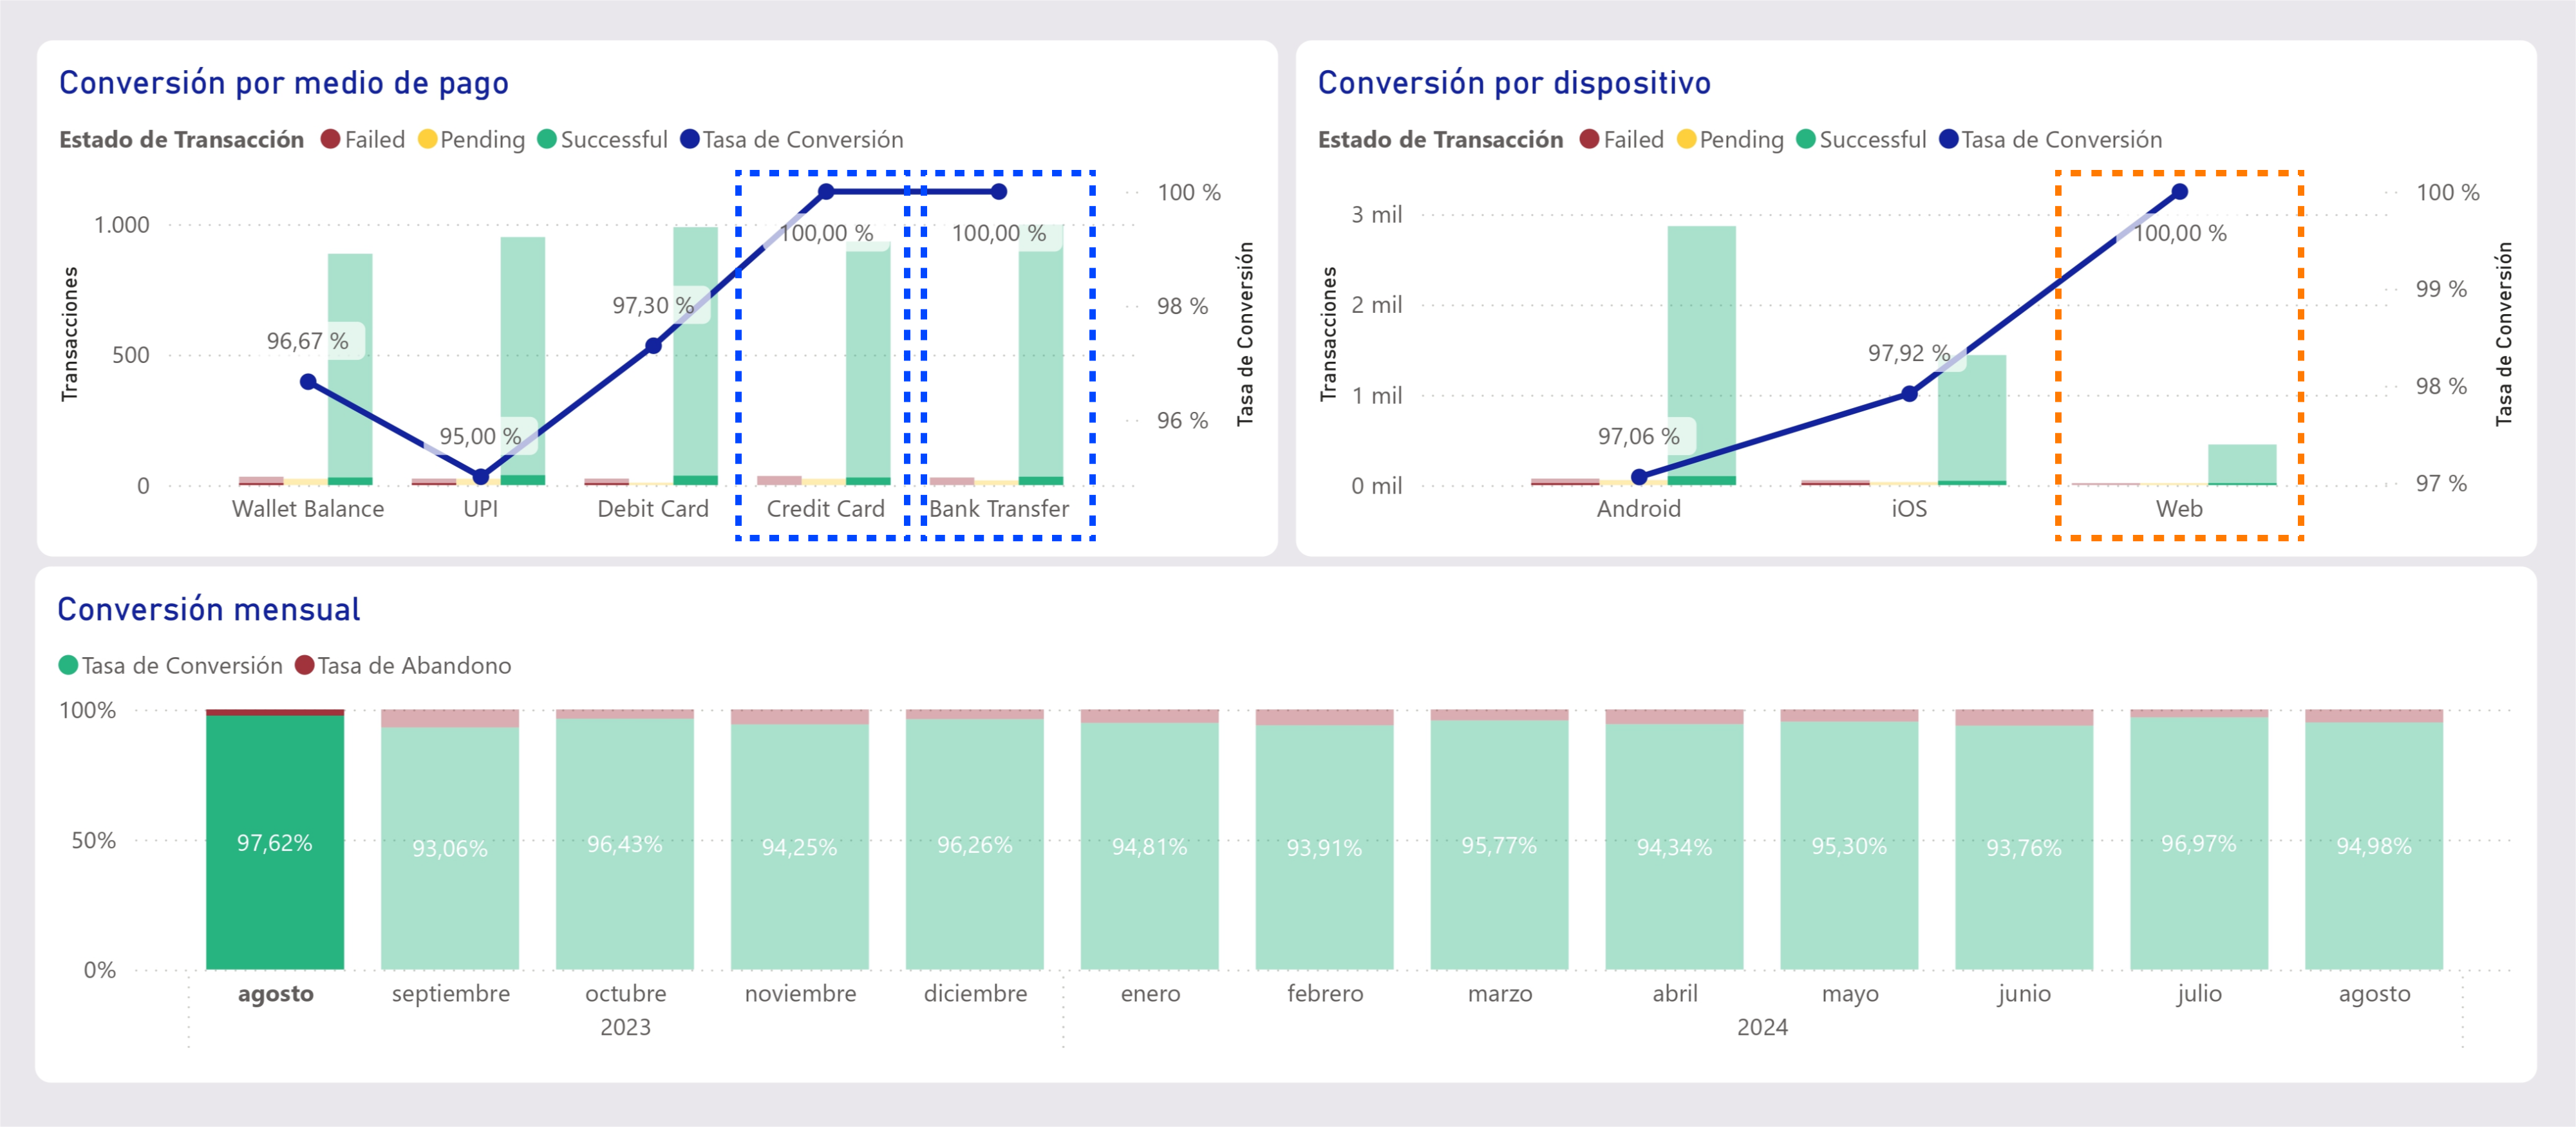 Conversión por medio de pago
Estado de Transacción Failed Pending Successful Tasa de Conversión
Transacciones
1.000
500
0
96,67 %
95,00 %
97,30 %
100,00 %
100,00 %
Wallet Balance UPI Debit Card Credit Card Bank Transfer
100 %
98 %
96 %
Tasa de Conversión
Conversión por dispositivo
Estado de Transacción Failed Pending Successful Tasa de Conversión
Transacciones
3 mil
2 mil
1 mil
0 mil
97,06 %
97,92 %
100,00 %
Android iOS Web
100 %
99 %
98 %
97 %
Tasa de Conversión
Conversión mensual
Tasa de Conversión Tasa de Abandono
100%
50%
0%
97,62% 93,06% 96,43% 94,25% 96,26% 94,81% 93,91% 95,77% 94,34% 95,30% 93,76% 96,97% 94,98%
agosto septiembre octubre noviembre diciembre enero febrero marzo abril mayo junio julio agosto
2023 2024